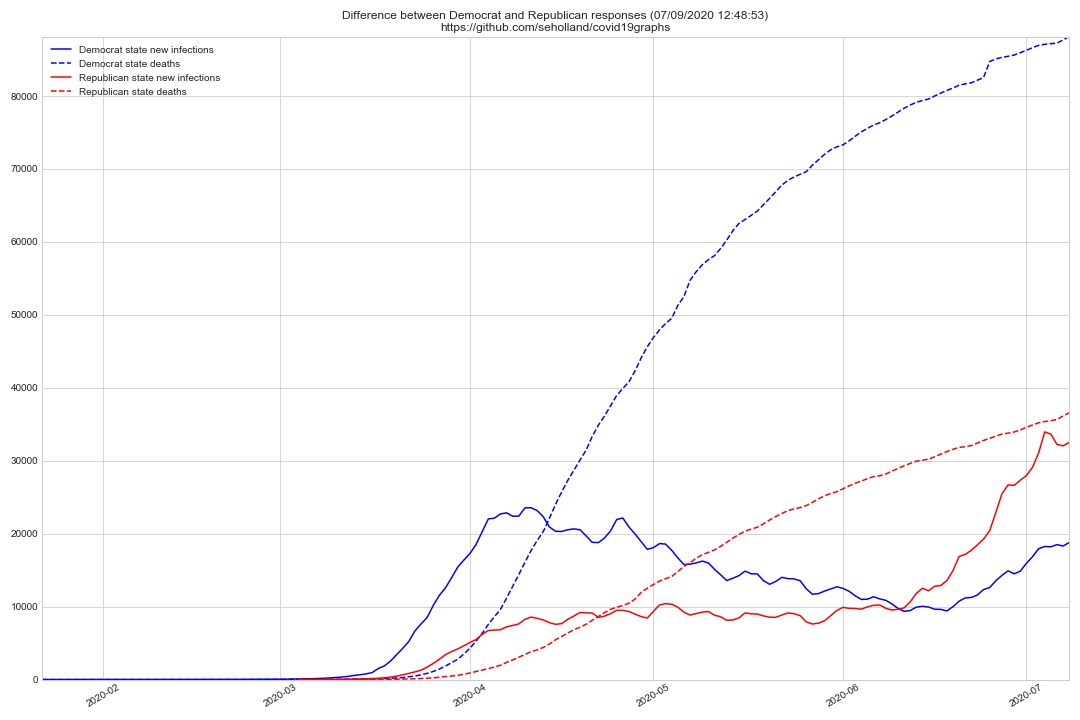 Difference between Democrat and Republican responses (07/09/2020 12:48:53)
https://github.com/seholland/covid19graphs
Democrat state new infections
Democrat state deaths
Republican state new infections
Republican state deaths
80000
70000
60000
50000
40000
30000
20000
10000
0
2020-02
2020-03
2020-04
2020-05
2020-06
2020-07